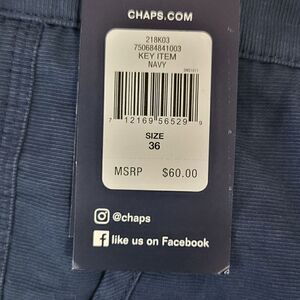 CHAPS.COM
218K03
750684841003
KEY ITEM
NAVY
7 12169 56529 9
SIZE
36
MSRP $60.00
@chaps
f like us on Facebook